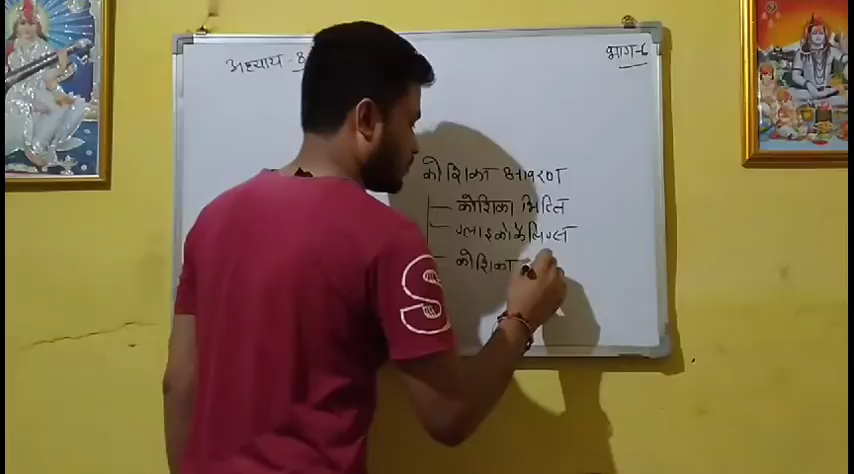 अध्याय - 8
भाग-6
कोशिका आवरण
कोशिका भित्ति
ग्लाइकोकैलिक्स
कोशिका
S